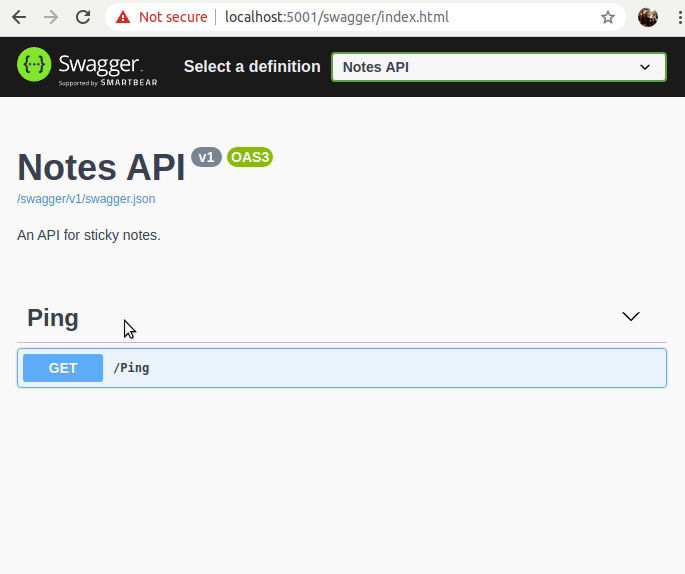 Not secure localhost:5001/swagger/index.html
Swagger.
Supported by SMARTBEAR
Select a definition
Notes API
Notes API v1 OAS3
/swagger/v1/swagger.json
An API for sticky notes.
Ping
GET /Ping